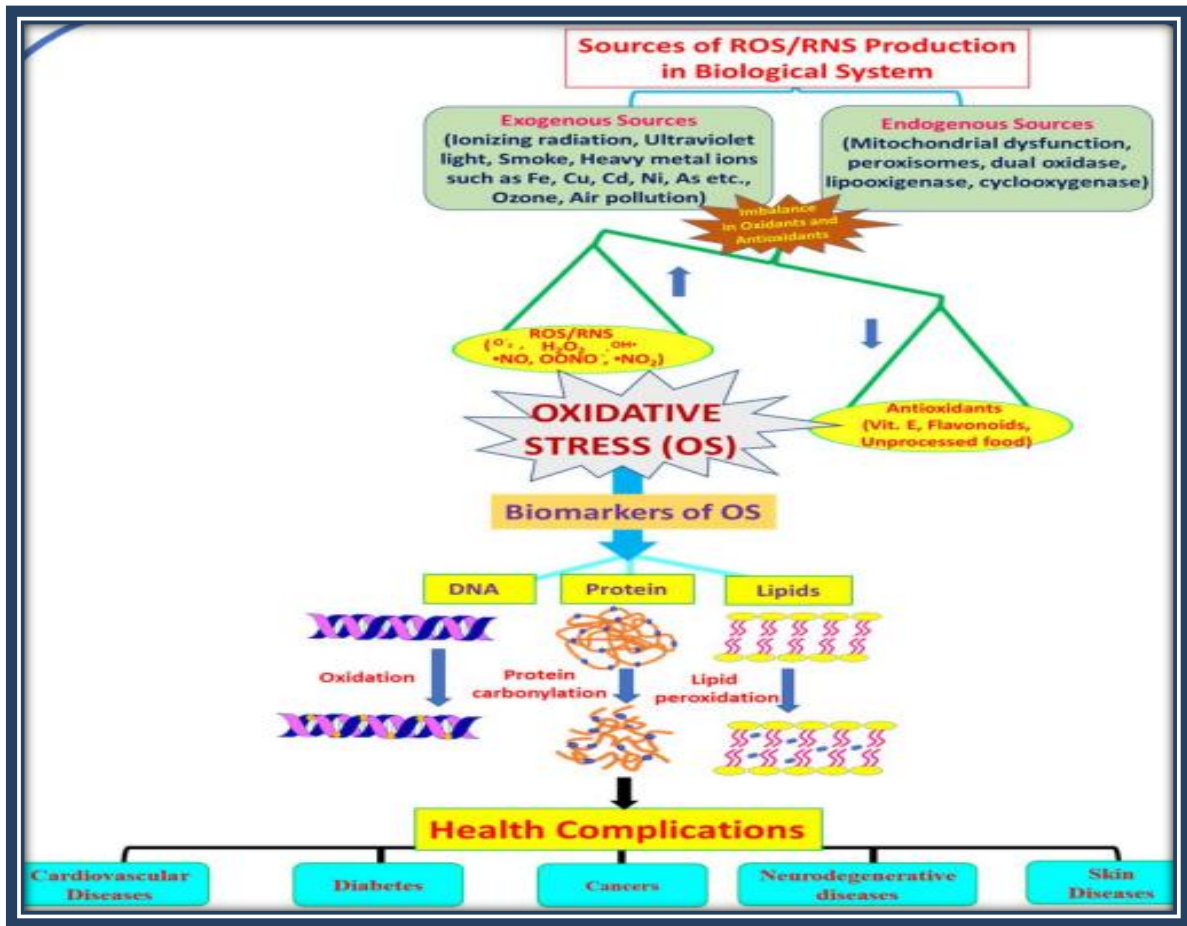 Sources of ROS/RNS Production
in Biological System
Exogenous Sources
(Ionizing radiation, Ultraviolet
light, Smoke, Heavy metal ions
such as Fe, Cu, Cd, Ni, As etc.,
Ozone, Air pollution)
Endogenous Sources
(Mitochondrial dysfunction,
peroxisomes, dual oxidase,
lipooxigenase, cyclooxygenase)
Imbalance
in Oxidants and
Antioxidants
ROS/RNS
(O⁻₂, H₂O₂, .OH•
•NO, OONO⁻, •NO₂)
Antioxidants
(Vit. E, Flavonoids,
Unprocessed food)
OXIDATIVE
STRESS (OS)
Biomarkers of OS
DNA
Protein
Lipids
Oxidation
Protein
carbonylation
Lipid
peroxidation
Health Complications
Cardiovascular
Diseases
Diabetes
Cancers
Neurodegenerative
diseases
Skin
Diseases